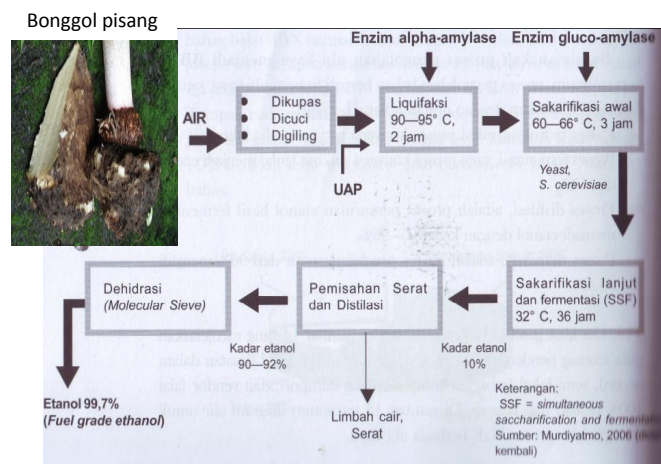 Bonggol pisang
Enzim alpha-amylase
Enzim gluco-amylase
AIR
Dikupas
Dicuci
Digiling
Liquifaksi
90—95° C,
2 jam
UAP
Sakarifikasi awal
60—66° C, 3 jam
Yeast,
S. cerevisiae
Sakarifikasi lanjut
dan fermentasi (SSF)
32° C, 36 jam
Kadar etanol
10%
Pemisahan Serat
dan Distilasi
Limbah cair,
Serat
Kadar etanol
90—92%
Dehidrasi
(Molecular Sieve)
Etanol 99,7%
(Fuel grade ethanol)
Keterangan:
SSF = simultaneous
saccharification and
Sumber: Murdiyatmo, 2006
kembali)